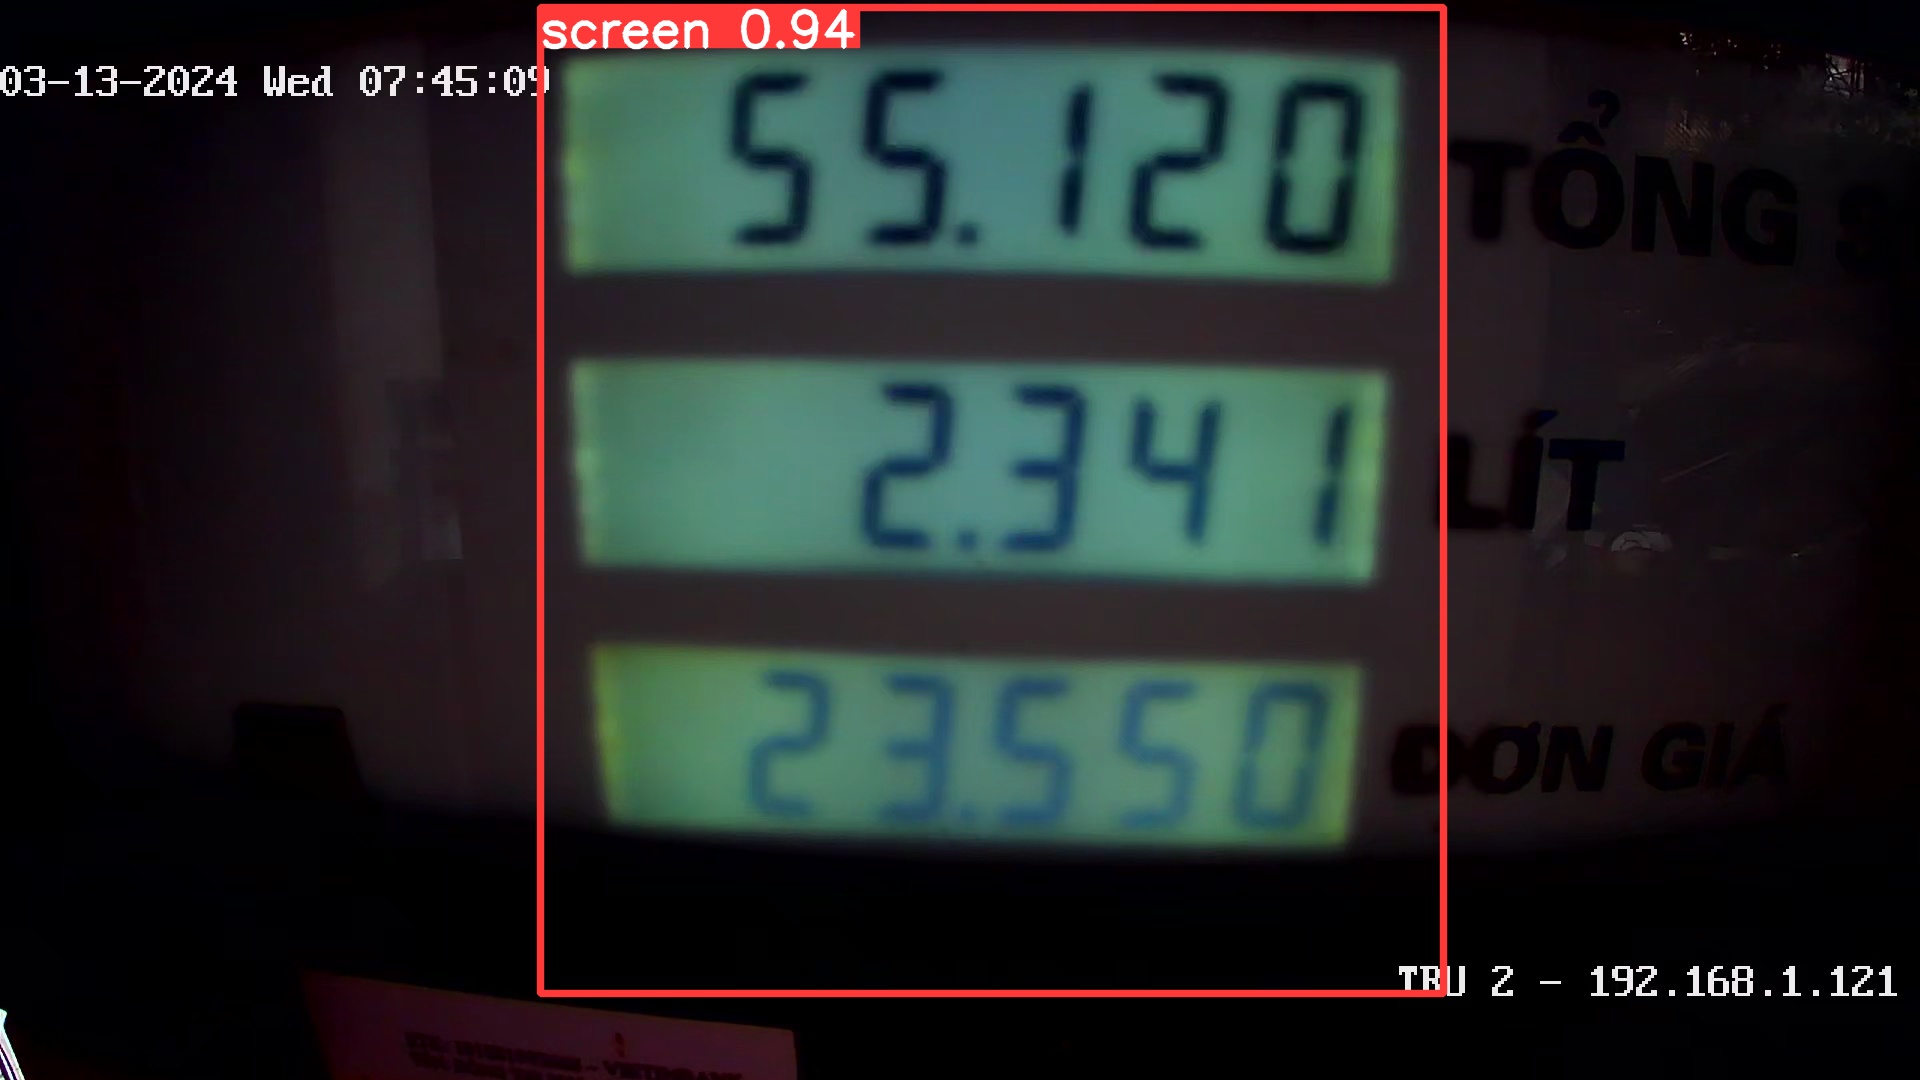 screen 0.94
03-13-2024 Wed 07:45:09
55.120
TỔNG S
2.341
LÍT
23.550
ĐƠN GIÁ
TRU 2 - 192.168.1.121